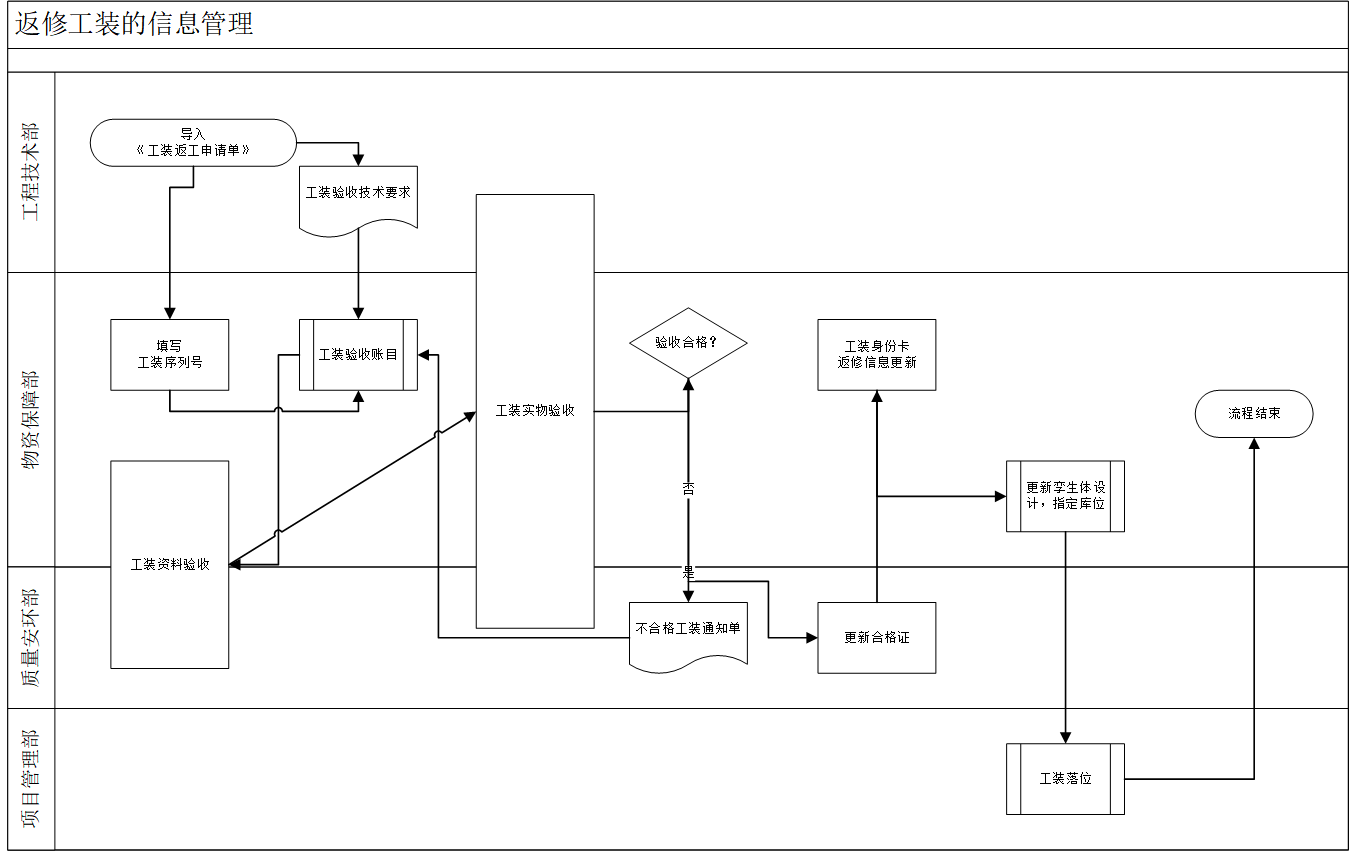 返修工装的信息管理
工程技术部
导入
《工装返工申请单》
工装验收技术要求
物资保障部
填写
工装序列号
工装验收账目
工装实物验收
验收合格？
工装身份卡
返修信息更新
流程结束
否
更新孪生体设
计，指定库位
工装资料验收
是
质量安环部
不合格工装通知单
更新合格证
项目管理部
工装落位